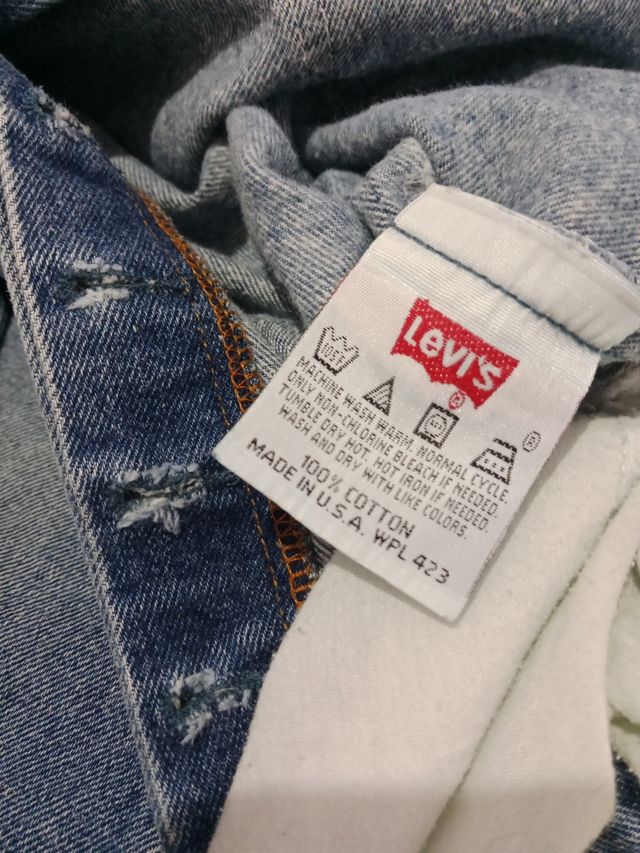 LEVI'S
®
105F
®
MACHINE WASH WARM. NORMAL CYCLE.
ONLY NON-CHLORINE BLEACH IF NEEDED.
TUMBLE DRY HOT. HOT IRON IF NEEDED.
WASH AND DRY WITH LIKE COLORS.
100% COTTON
MADE IN U.S.A. WPL 423